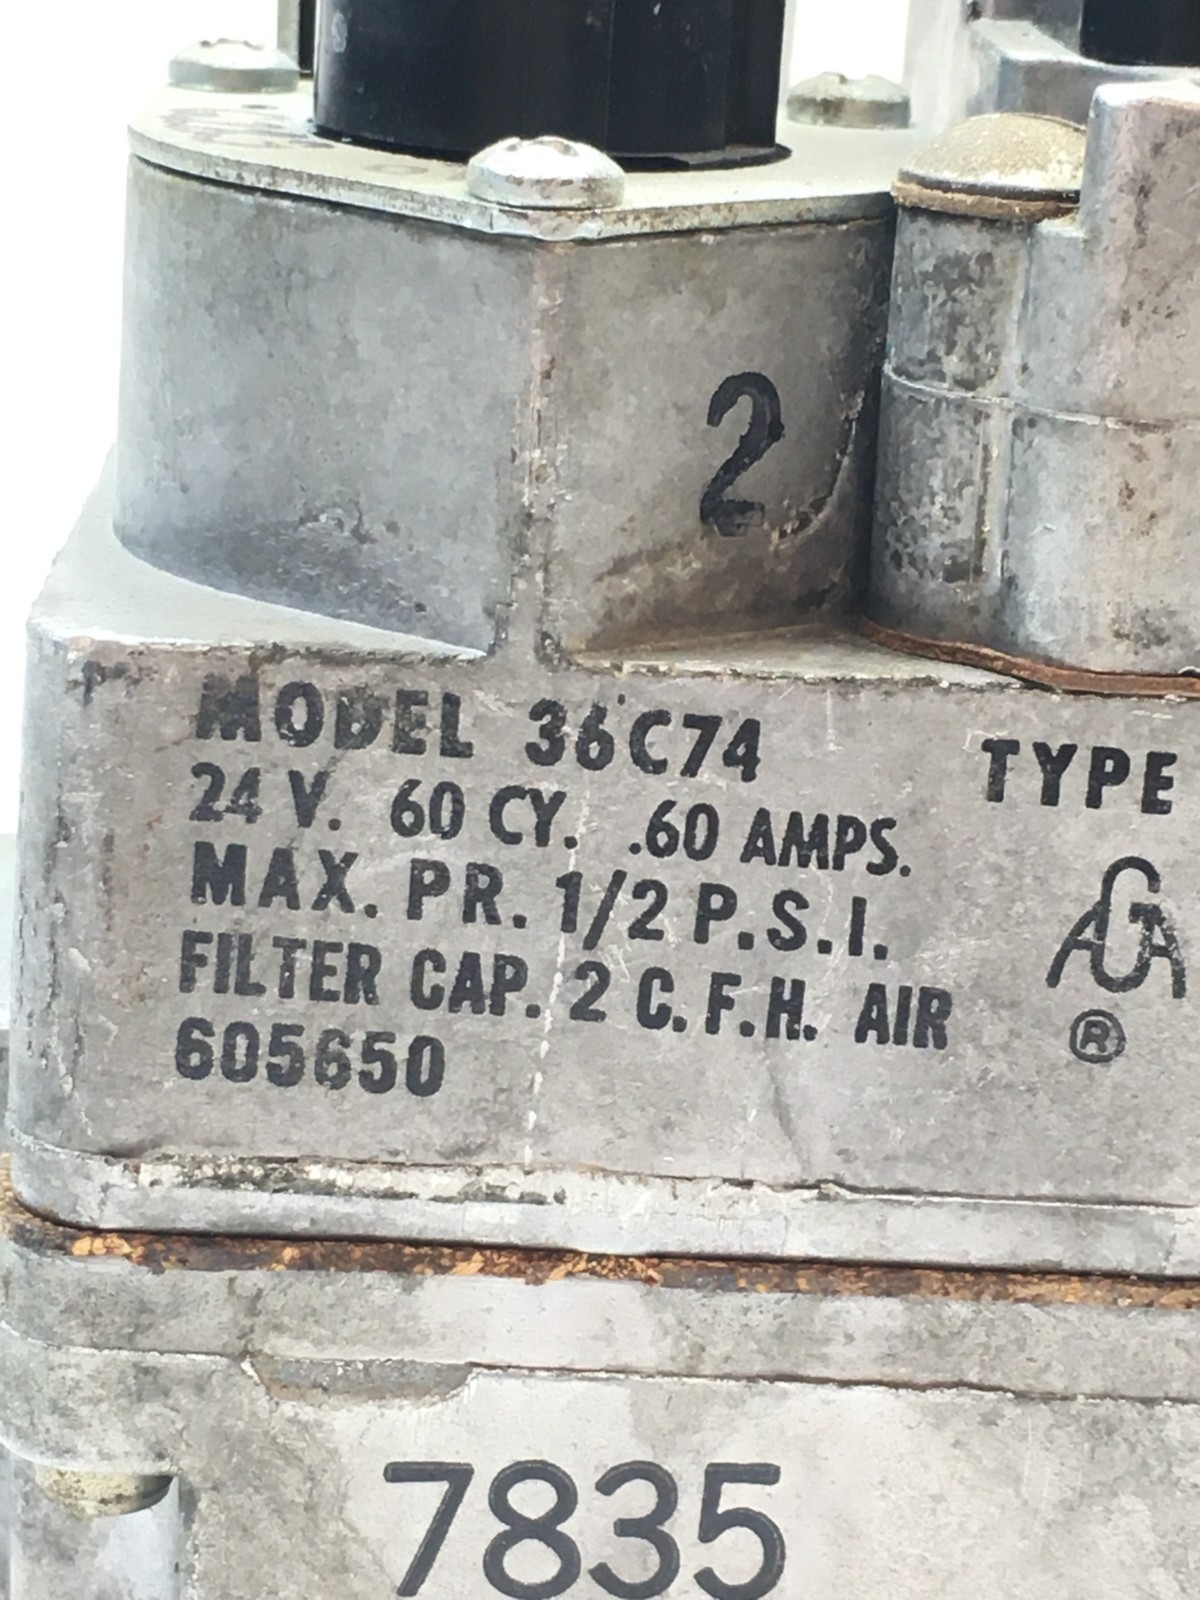 2
MODEL 36C74
TYPE
24 V. 60 CY. .60 AMPS.
MAX. PR. 1/2 P.S.I.
FILTER CAP. 2 C.F.H. AIR
AGA
®
605650
7835